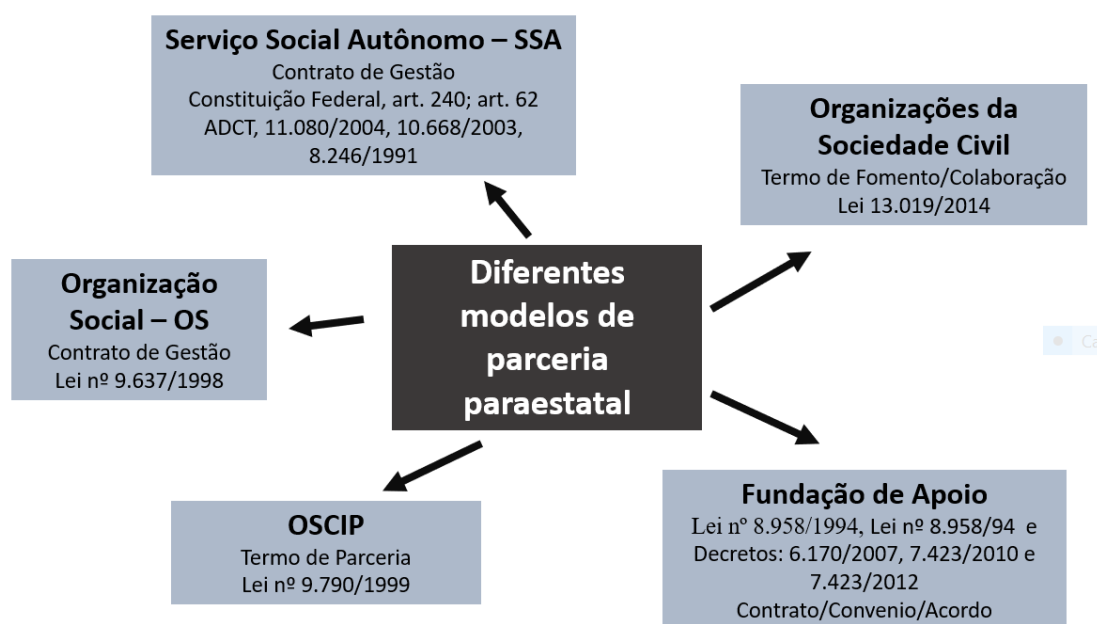 Serviço Social Autônomo – SSA
Contrato de Gestão
Constituição Federal, art. 240; art. 62
ADCT, 11.080/2004, 10.668/2003,
8.246/1991
Organizações da
Sociedade Civil
Termo de Fomento/Colaboração
Lei 13.019/2014
Diferentes
modelos de
parceria
paraestatal
Organização
Social – OS
Contrato de Gestão
Lei nº 9.637/1998
OSCIP
Termo de Parceria
Lei nº 9.790/1999
Fundação de Apoio
Lei nº 8.958/1994, Lei nº 8.958/94 e
Decretos: 6.170/2007, 7.423/2010 e
7.423/2012
Contrato/Convenio/Acordo